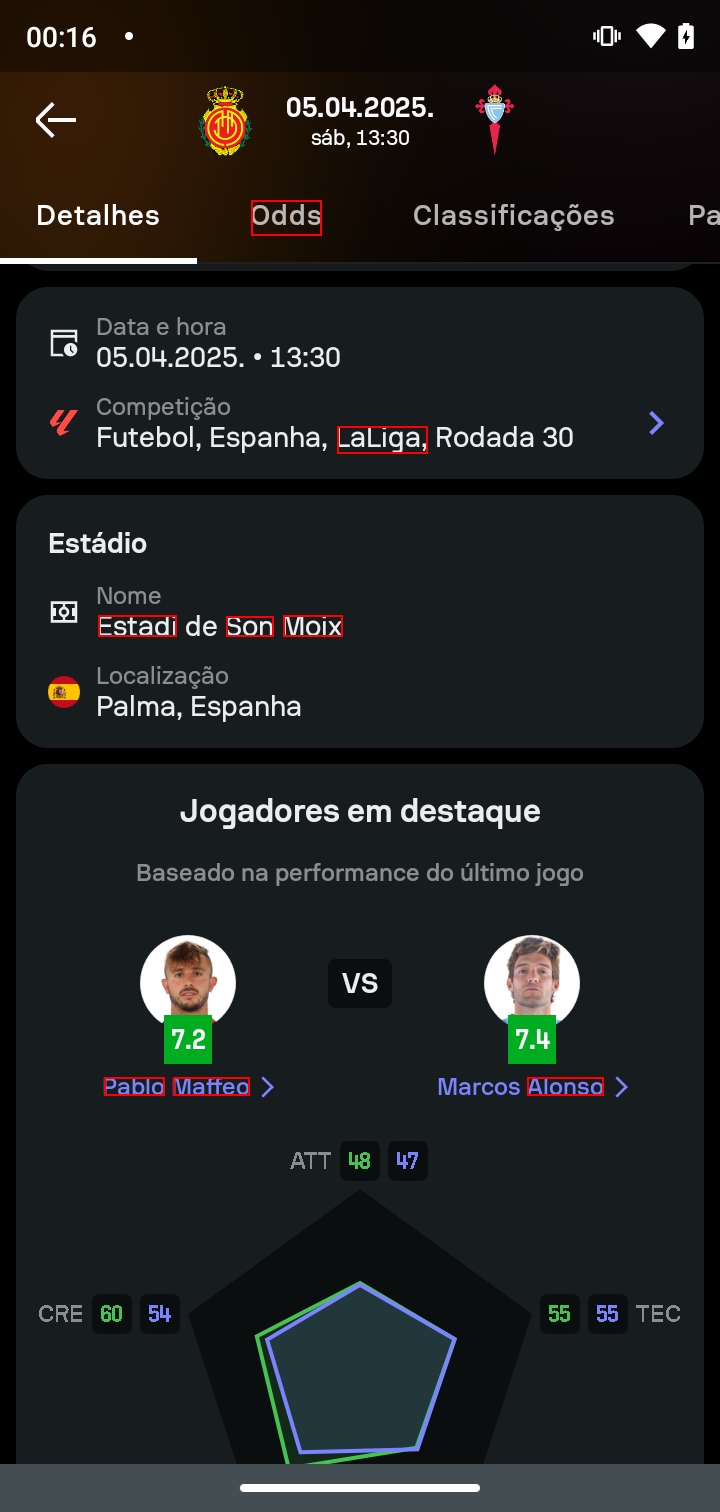 00:16
05.04.2025.
sáb, 13:30
Detalhes Odds Classificações Pa
Data e hora
05.04.2025. • 13:30
Competição
Futebol, Espanha, LaLiga, Rodada 30
Estádio
Nome
Estadi de Son Moix
Localização
Palma, Espanha
Jogadores em destaque
Baseado na performance do último jogo
VS
7.2 7.4
Pablo Maffeo Marcos Alonso
ATT 48 47
CRE 60 54 55 55 TEC